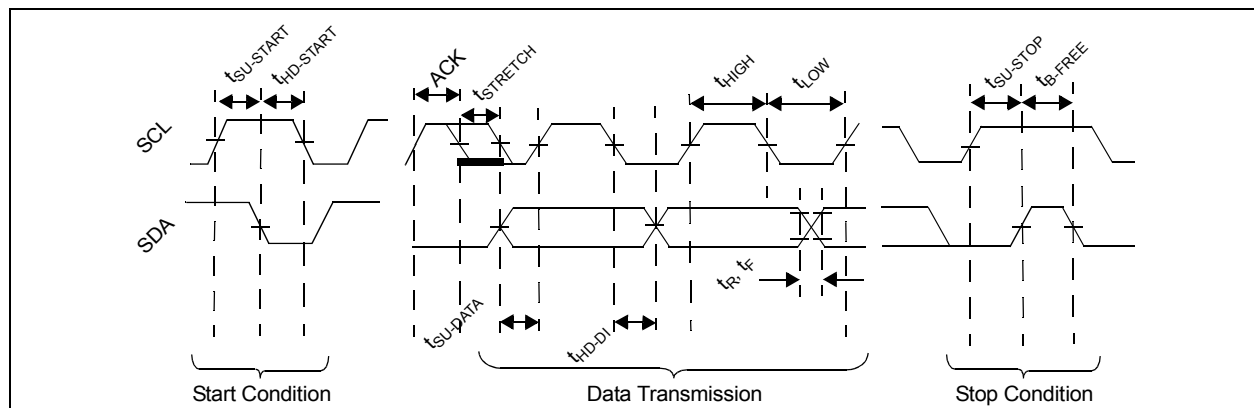 tSU-START
tHD-START
ACK
tSTRETCH
tHIGH
tLOW
tSU-STOP
tB-FREE
SCL
SDA
tR, tF
tSU-DATA
tHD-DI
Start Condition
Data Transmission
Stop Condition